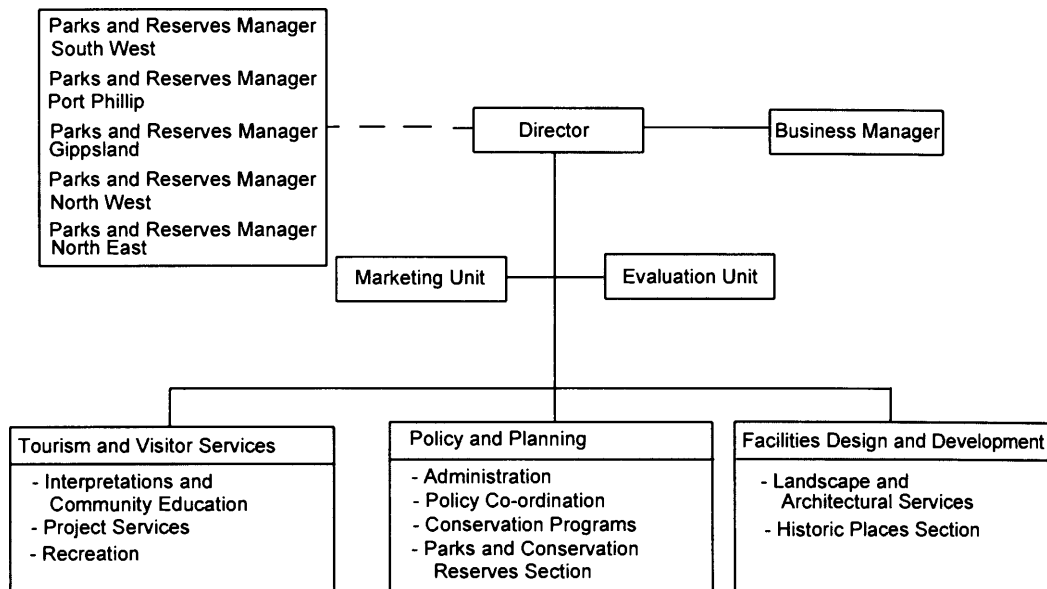 Parks and Reserves Manager
South West
Parks and Reserves Manager
Port Phillip
Parks and Reserves Manager
Gippsland
Parks and Reserves Manager
North West
Parks and Reserves Manager
North East
Director
Business Manager
Marketing Unit
Evaluation Unit
Tourism and Visitor Services
- Interpretations and
Community Education
- Project Services
- Recreation
Policy and Planning
- Administration
- Policy Co-ordination
- Conservation Programs
- Parks and Conservation
Reserves Section
Facilities Design and Development
- Landscape and
Architectural Services
- Historic Places Section